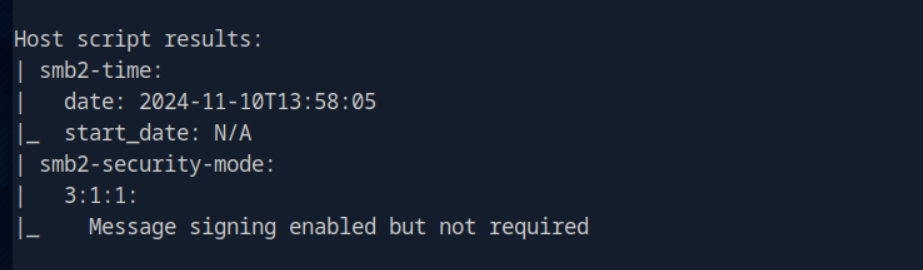 Host script results:
| smb2-time:
|   date: 2024-11-10T13:58:05
|_  start_date: N/A
| smb2-security-mode:
|   3:1:1:
|_    Message signing enabled but not required